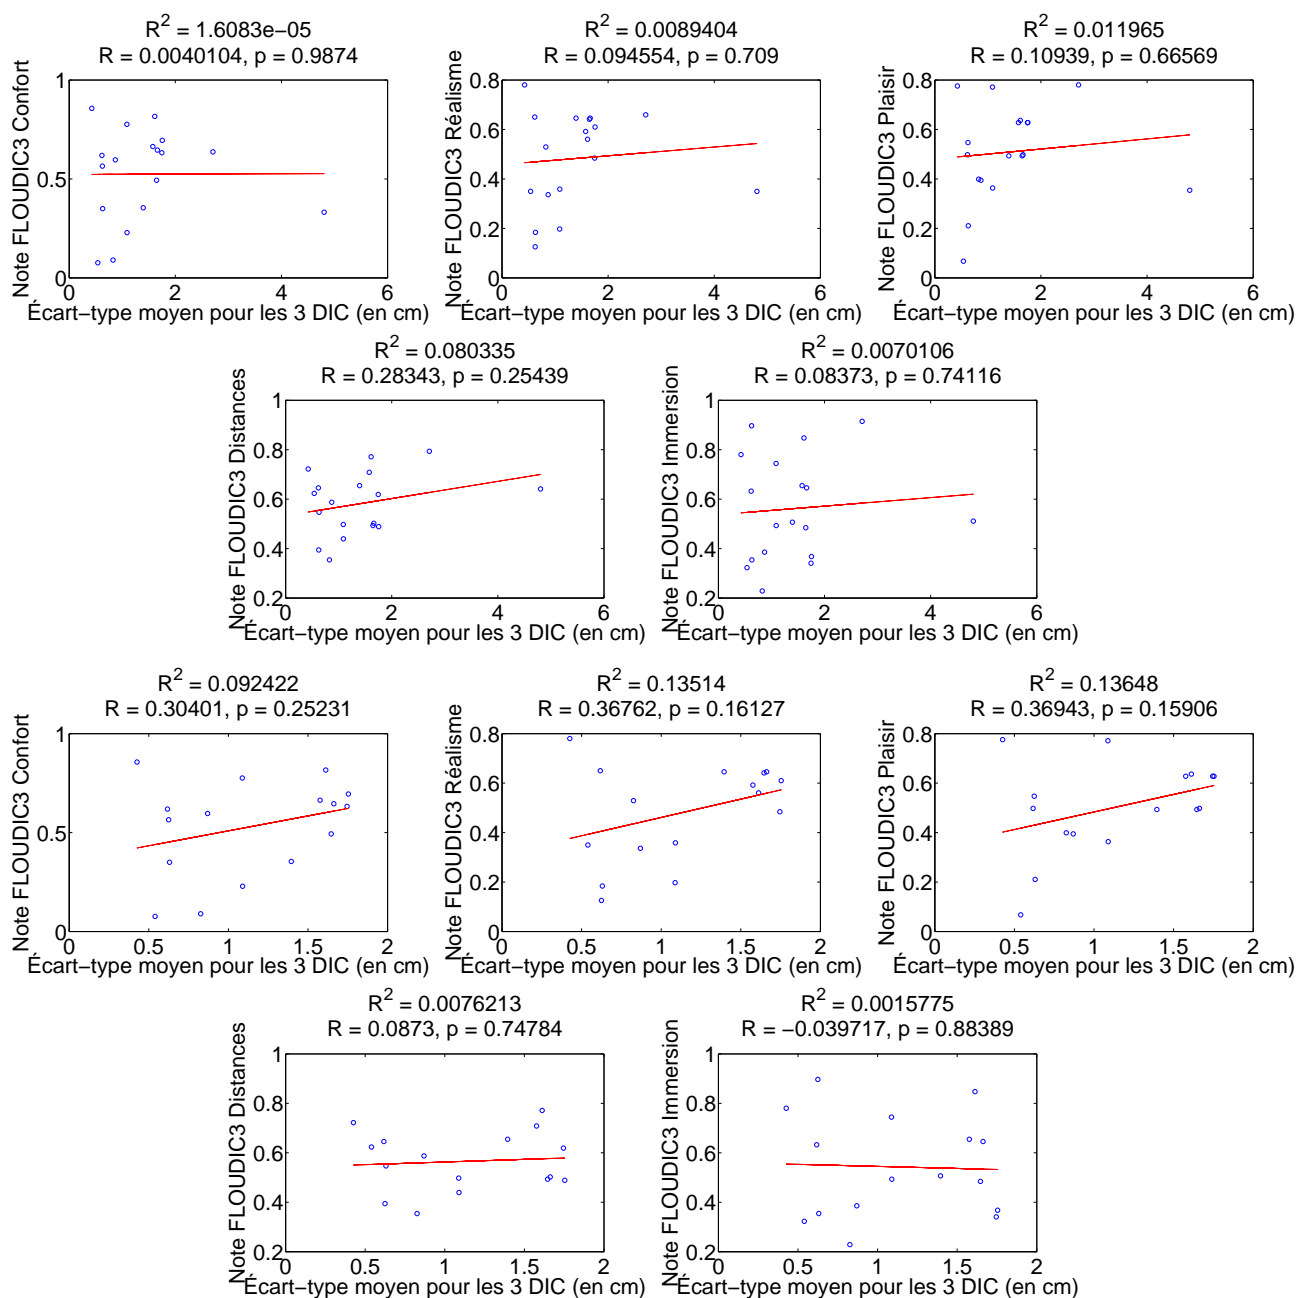 R² = 1.6083e−05
R = 0.0040104, p = 0.9874
Note FLOUDIC3 Confort
1
0.5
0
0 2 4 6
Écart−type moyen pour les 3 DIC (en cm)
R² = 0.0089404
R = 0.094554, p = 0.709
Note FLOUDIC3 Réalisme
0.8
0.6
0.4
0.2
0
0 2 4 6
Écart−type moyen pour les 3 DIC (en cm)
R² = 0.011965
R = 0.10939, p = 0.66569
Note FLOUDIC3 Plaisir
0.8
0.6
0.4
0.2
0
0 2 4 6
Écart−type moyen pour les 3 DIC (en cm)
R² = 0.080335
R = 0.28343, p = 0.25439
Note FLOUDIC3 Distances
1
0.8
0.6
0.4
0.2
0 2 4 6
Écart−type moyen pour les 3 DIC (en cm)
R² = 0.0070106
R = 0.08373, p = 0.74116
Note FLOUDIC3 Immersion
1
0.8
0.6
0.4
0.2
0 2 4 6
Écart−type moyen pour les 3 DIC (en cm)
R² = 0.092422
R = 0.30401, p = 0.25231
Note FLOUDIC3 Confort
1
0.5
0
0 0.5 1 1.5 2
Écart−type moyen pour les 3 DIC (en cm)
R² = 0.13514
R = 0.36762, p = 0.16127
Note FLOUDIC3 Réalisme
0.8
0.6
0.4
0.2
0
0 0.5 1 1.5 2
Écart−type moyen pour les 3 DIC (en cm)
R² = 0.13648
R = 0.36943, p = 0.15906
Note FLOUDIC3 Plaisir
0.8
0.6
0.4
0.2
0
0 0.5 1 1.5 2
Écart−type moyen pour les 3 DIC (en cm)
R² = 0.0076213
R = 0.0873, p = 0.74784
Note FLOUDIC3 Distances
1
0.8
0.6
0.4
0.2
0 0.5 1 1.5 2
Écart−type moyen pour les 3 DIC (en cm)
R² = 0.0015775
R = −0.039717, p = 0.88389
Note FLOUDIC3 Immersion
1
0.8
0.6
0.4
0.2
0 0.5 1 1.5 2
Écart−type moyen pour les 3 DIC (en cm)